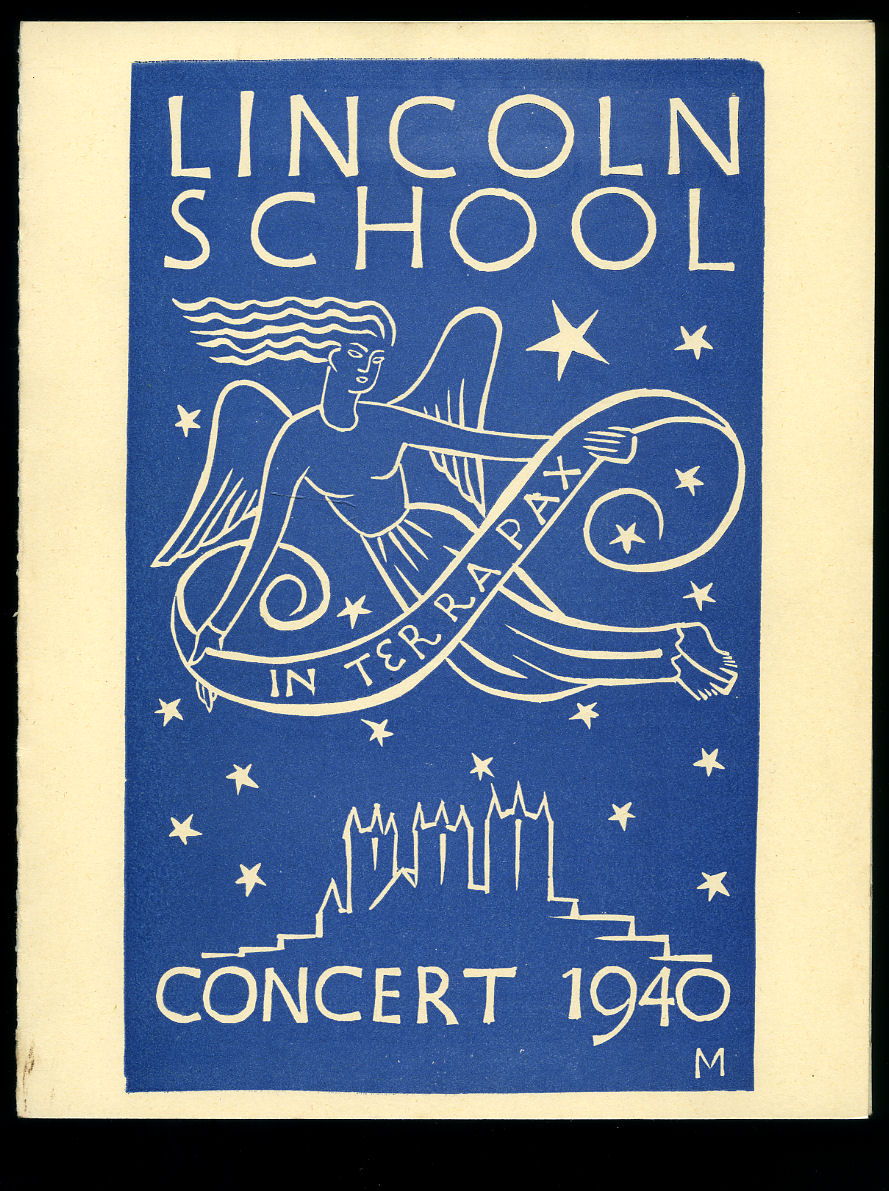 LINCOLN
SCHOOL
IN TERRA PAX
CONCERT 1940
M